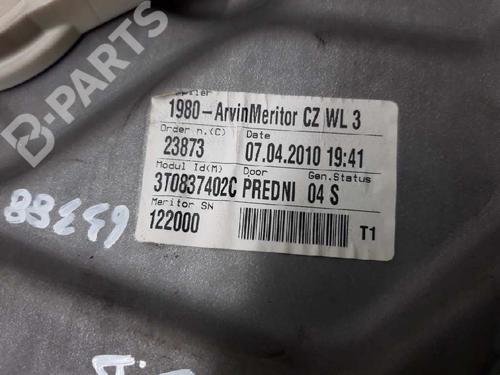 B-PARTS
1980-ArvinMeritor CZ WL 3
Order n.(C) Date
23873 07.04.2010 19:41
Modul Id(M) Door Gen.Status
3T0837402C PREDNI 04 S
Meritor SN
122000 T1